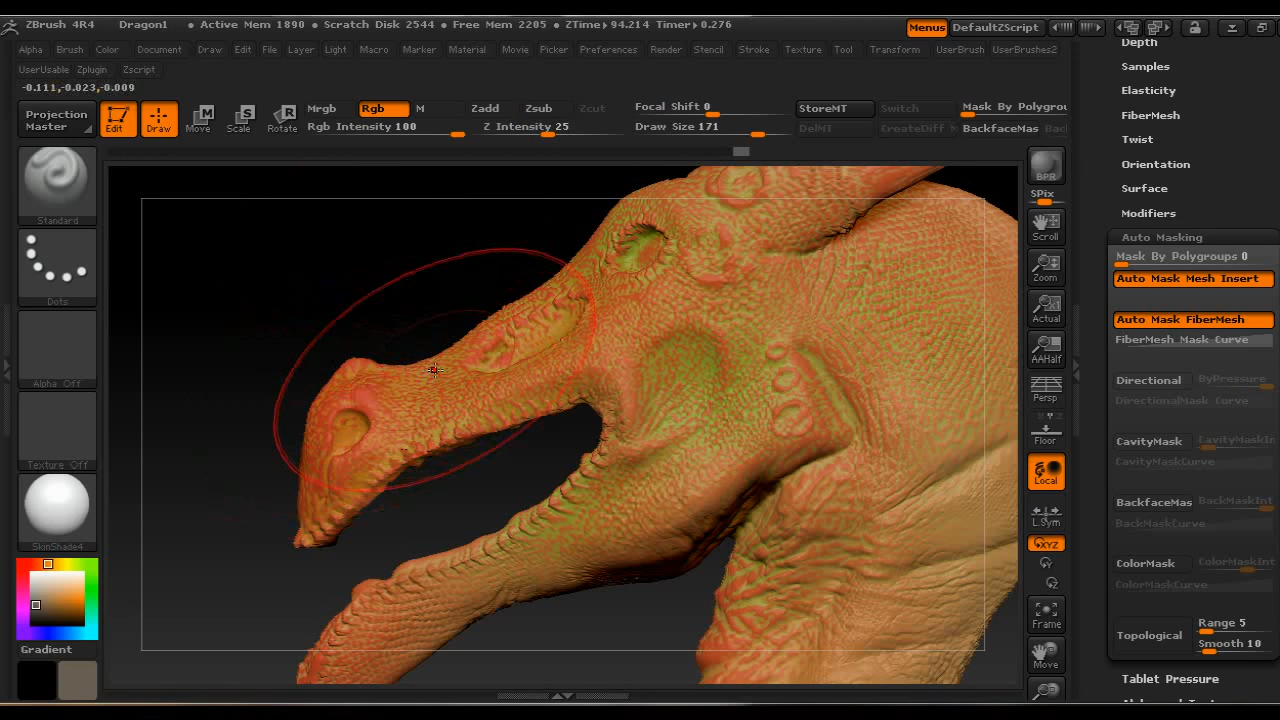 ZBrush 4R4 Dragon1 • Active Mem 1890 • Scratch Disk 2544 • Free Mem 2205 • ZTime▸94.214 Timer▸0.276 Menus DefaultZScript
Alpha Brush Color Document Draw Edit File Layer Light Macro Marker Material Movie Picker Preferences Render Stencil Stroke Texture Tool Transform UserBrush UserBrushes2
UserUsable Zplugin Zscript
-0.111,-0.023,-0.009
Projection Master
Edit
Draw
Move
Scale
Rotate
Mrgb Rgb M Zadd Zsub Zcut
Rgb Intensity 100 Z Intensity 25
Focal Shift 0
Draw Size 171
StoreMT Switch Mask By Polygrou
DelMT CreateDiff BackfaceMas Bac
Standard
Dots
Alpha Off
Texture Off
SkinShade4
Gradient
BPR
SPix
Scroll
Zoom
Actual
AAHalf
Persp
Floor
Local
L.Sym
XYZ
Frame
Move
Depth
Samples
Elasticity
FiberMesh
Twist
Orientation
Surface
Modifiers
Auto Masking
Mask By Polygroups 0
Auto Mask Mesh Insert
Auto Mask FiberMesh
FiberMesh Mask Curve
Directional ByPressure
DirectionalMask Curve
CavityMask CavityMaskIn
CavityMaskCurve
BackfaceMas BackMaskInt
BackMaskCurve
ColorMask ColorMaskInt
ColorMaskCurve
Topological Range 5
Smooth 10
Tablet Pressure